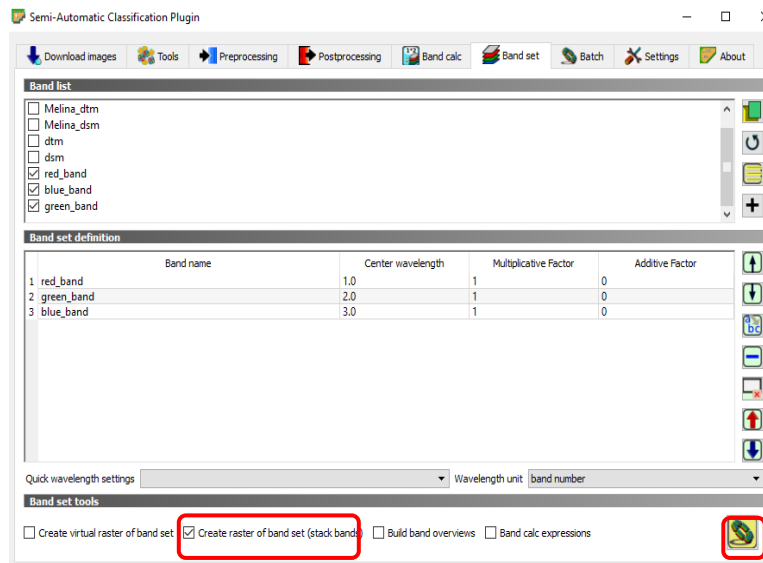 Semi-Automatic Classification Plugin
Download images Tools Preprocessing Postprocessing Band calc Band set Batch Settings About
Band list
Melina_dtm
Melina_dsm
dtm
dsm
red_band
blue_band
green_band
Band set definition
Band name Center wavelength Multiplicative Factor Additive Factor
1 red_band 1.0 1 0
2 green_band 2.0 1 0
3 blue_band 3.0 1 0
Quick wavelength settings Wavelength unit band number
Band set tools
Create virtual raster of band set Create raster of band set (stack bands) Build band overviews Band calc expressions